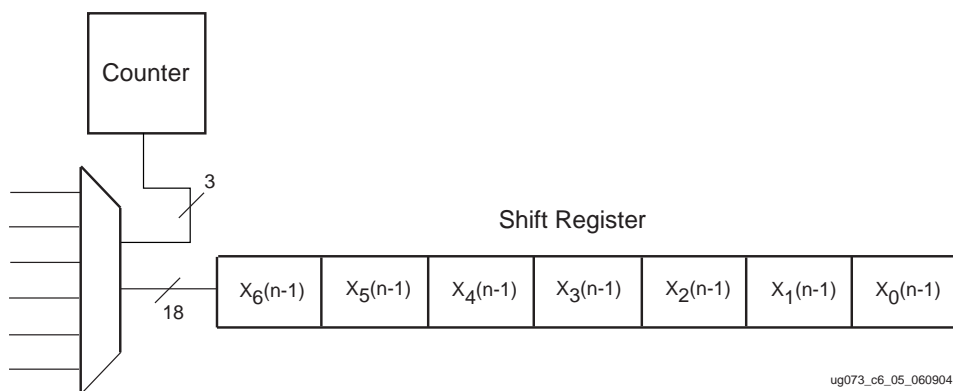 Counter
3
Shift Register
18
X6(n-1) X5(n-1) X4(n-1) X3(n-1) X2(n-1) X1(n-1) X0(n-1)
ug073_c6_05_060904